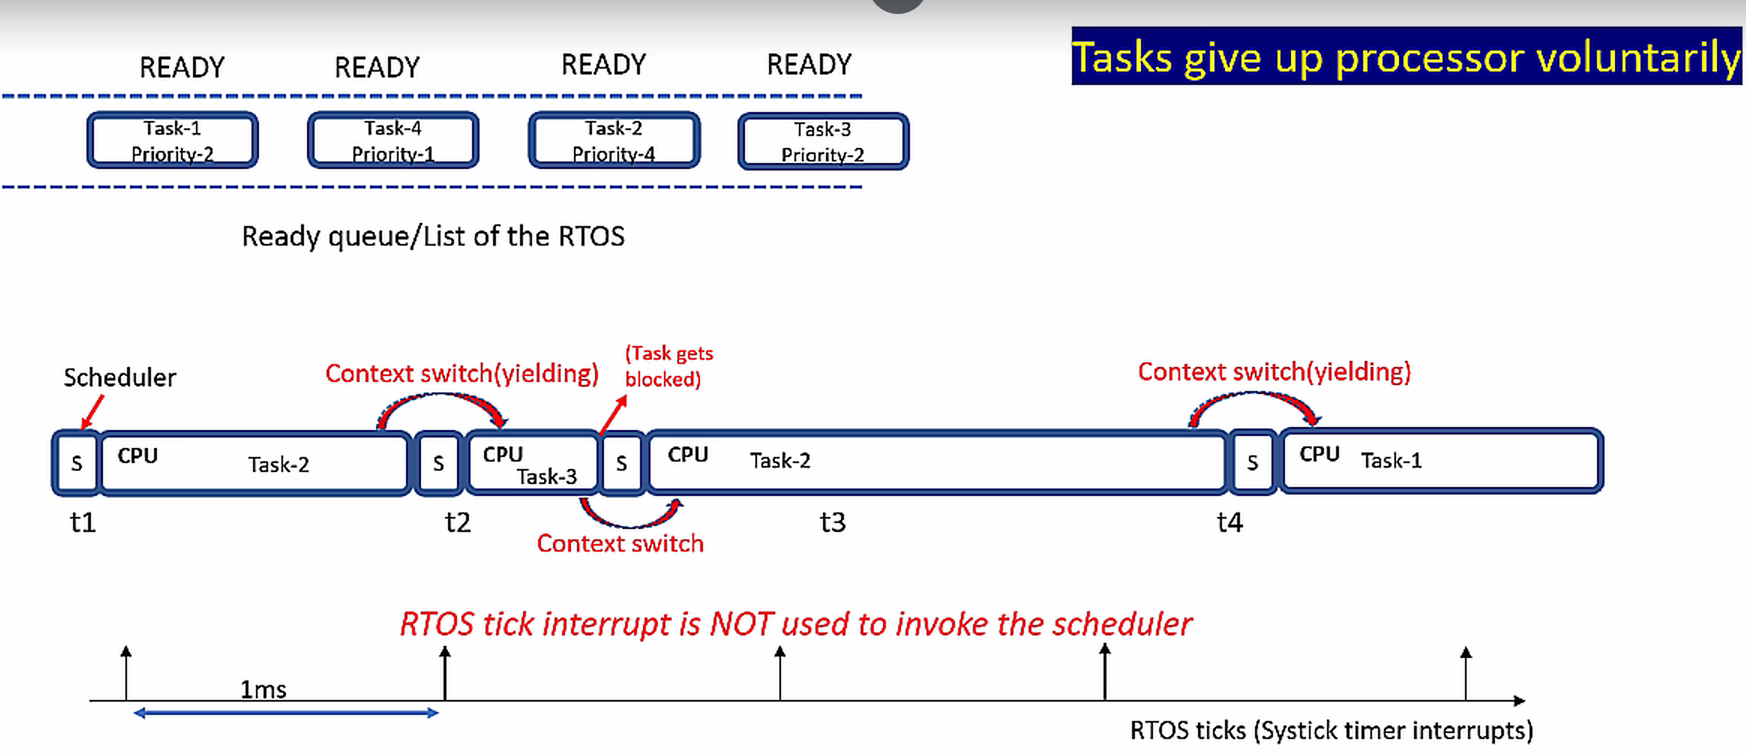 Tasks give up processor voluntarily
READY READY READY READY
Task-1
Priority-2
Task-4
Priority-1
Task-2
Priority-4
Task-3
Priority-2
Ready queue/List of the RTOS
Scheduler
Context switch(yielding)
(Task gets
blocked)
Context switch(yielding)
S
CPU
Task-2
S
CPU
Task-3
S
CPU
Task-2
S
CPU
Task-1
t1
t2
t3
t4
Context switch
RTOS tick interrupt is NOT used to invoke the scheduler
1ms
RTOS ticks (Systick timer interrupts)